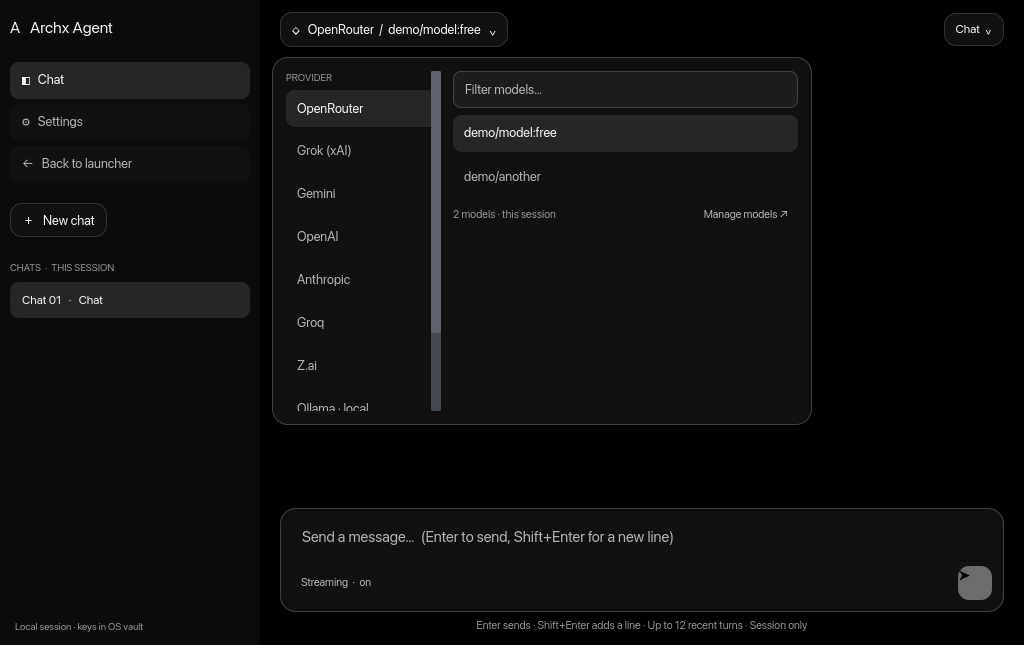 A Archx Agent
Chat
Settings
← Back to launcher
+ New chat
CHATS · THIS SESSION
Chat 01 · Chat
Local session · keys in OS vault
OpenRouter / demo/model:free
Chat
PROVIDER
OpenRouter
Grok (xAI)
Gemini
OpenAI
Anthropic
Groq
Z.ai
Ollama · local
Filter models...
demo/model:free
demo/another
2 models · this session
Manage models ↗
Send a message... (Enter to send, Shift+Enter for a new line)
Streaming · on
Enter sends · Shift+Enter adds a line · Up to 12 recent turns · Session only